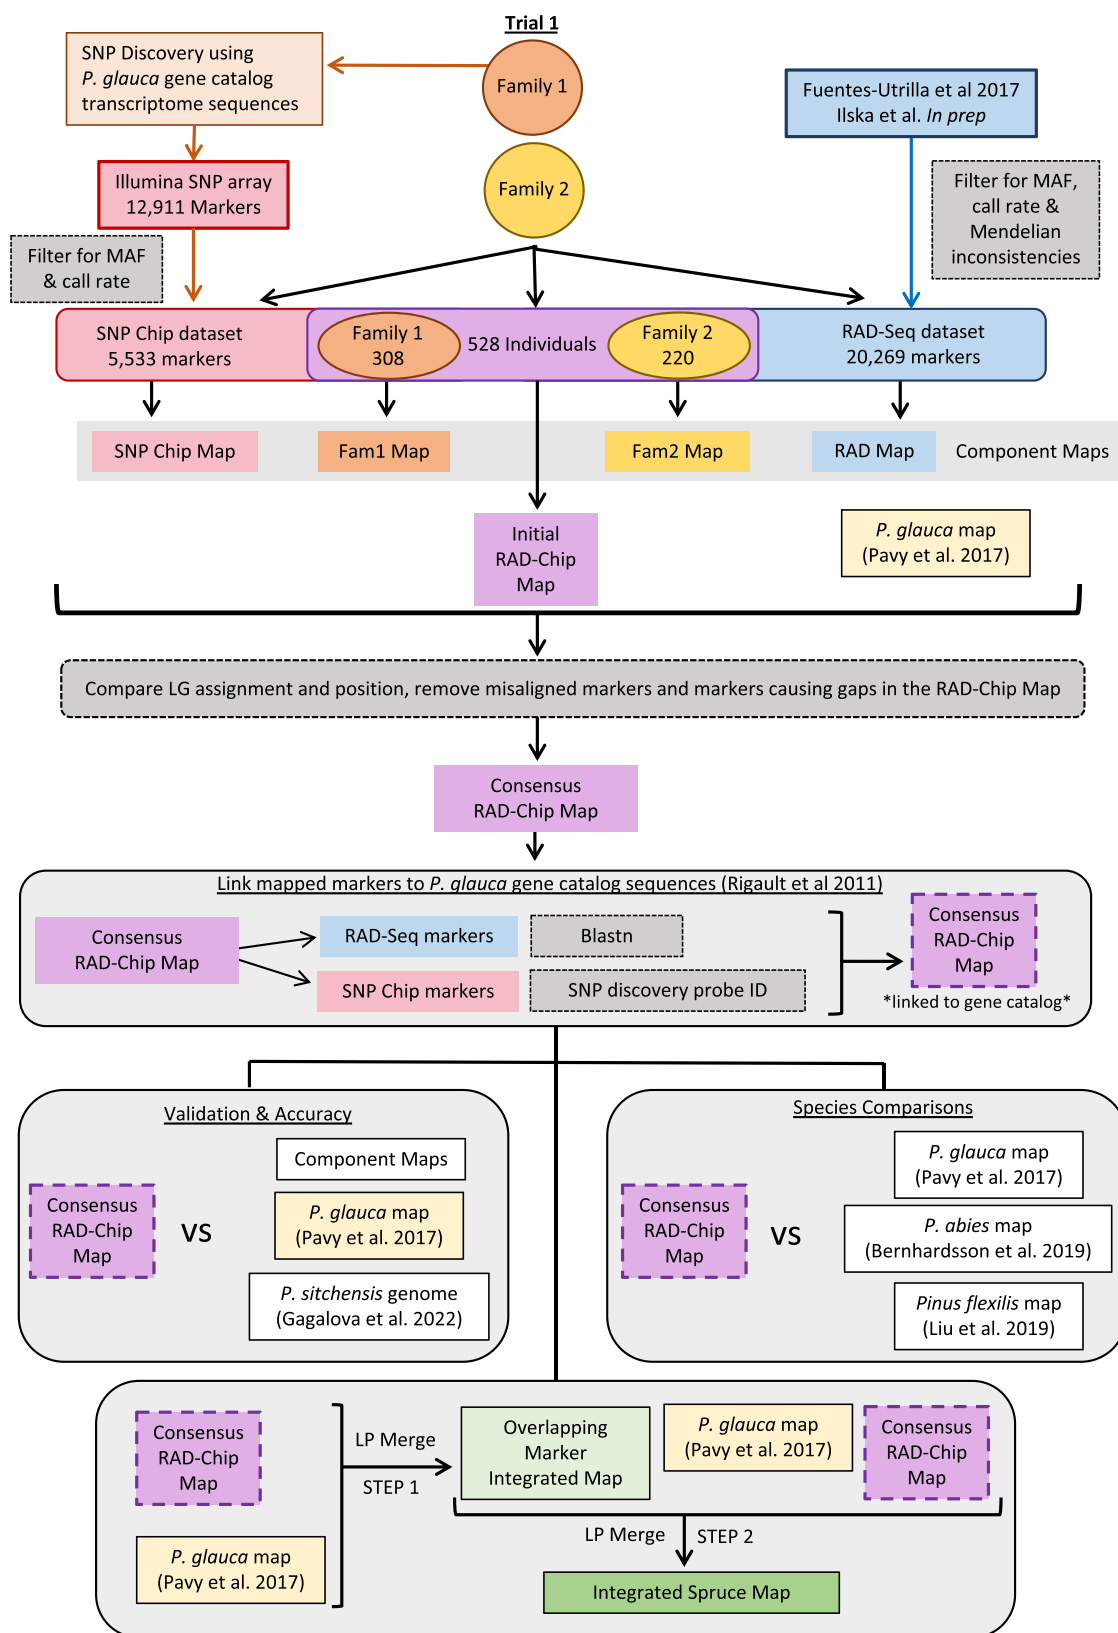 Trial 1
SNP Discovery using
P. glauca gene catalog
transcriptome sequences
Family 1
Fuentes-Utrilla et al 2017
Ilska et al. In prep
Illumina SNP array
12,911 Markers
Family 2
Filter for MAF,
call rate &
Mendelian
inconsistencies
Filter for MAF
& call rate
SNP Chip dataset
5,533 markers
Family 1
308
528 Individuals
Family 2
220
RAD-Seq dataset
20,269 markers
SNP Chip Map
Fam1 Map
Fam2 Map
RAD Map
Component Maps
Initial
RAD-Chip
Map
P. glauca map
(Pavy et al. 2017)
Compare LG assignment and position, remove misaligned markers and markers causing gaps in the RAD-Chip Map
Consensus
RAD-Chip Map
Link mapped markers to P. glauca gene catalog sequences (Rigault et al 2011)
Consensus
RAD-Chip Map
RAD-Seq markers
Blastn
SNP Chip markers
SNP discovery probe ID
Consensus
RAD-Chip
Map
*linked to gene catalog*
Validation & Accuracy
Consensus
RAD-Chip
Map
VS
Component Maps
P. glauca map
(Pavy et al. 2017)
P. sitchensis genome
(Gagalova et al. 2022)
Species Comparisons
Consensus
RAD-Chip
Map
VS
P. glauca map
(Pavy et al. 2017)
P. abies map
(Bernhardsson et al. 2019)
Pinus flexilis map
(Liu et al. 2019)
Consensus
RAD-Chip
Map
P. glauca map
(Pavy et al. 2017)
LP Merge
STEP 1
Overlapping
Marker
Integrated Map
P. glauca map
(Pavy et al. 2017)
Consensus
RAD-Chip
Map
LP Merge
STEP 2
Integrated Spruce Map